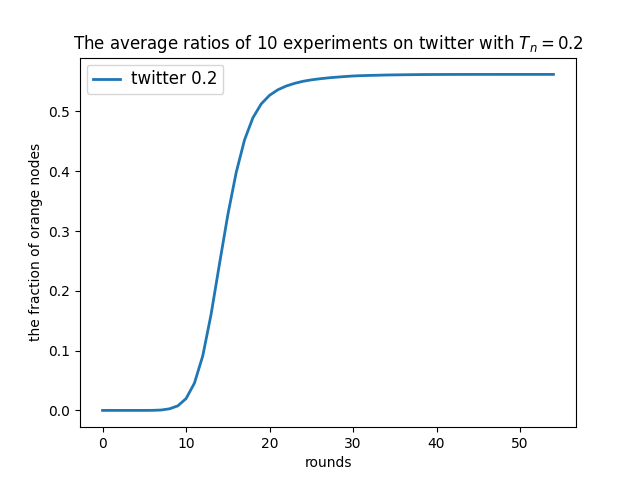 The average ratios of 10 experiments on twitter with $T_n = 0.2$
twitter 0.2
the fraction of orange nodes
0.5
0.4
0.3
0.2
0.1
0.0
0 10 20 30 40 50
rounds